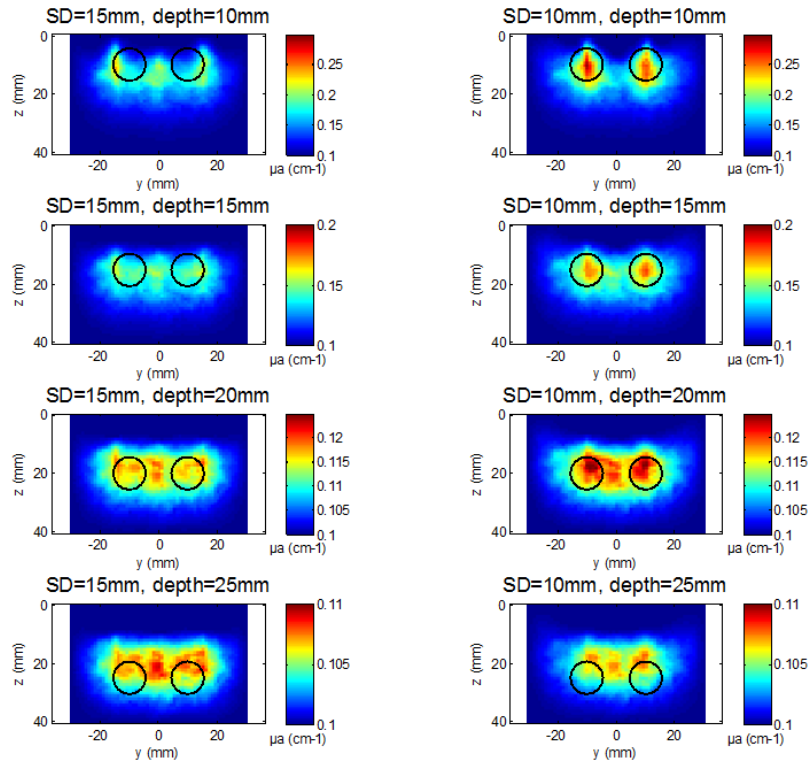 SD=15mm, depth=10mm
SD=10mm, depth=10mm
0
20
40
z (mm)
-20 0 20
y (mm)
0.25
0.2
0.15
0.1
µa (cm-1)
0
20
40
z (mm)
-20 0 20
y (mm)
0.25
0.2
0.15
0.1
µa (cm-1)
SD=15mm, depth=15mm
SD=10mm, depth=15mm
0
20
40
z (mm)
-20 0 20
y (mm)
0.2
0.15
0.1
µa (cm-1)
0
20
40
z (mm)
-20 0 20
y (mm)
0.2
0.15
0.1
µa (cm-1)
SD=15mm, depth=20mm
SD=10mm, depth=20mm
0
20
40
z (mm)
-20 0 20
y (mm)
0.12
0.115
0.11
0.105
0.1
µa (cm-1)
0
20
40
z (mm)
-20 0 20
y (mm)
0.12
0.115
0.11
0.105
0.1
µa (cm-1)
SD=15mm, depth=25mm
SD=10mm, depth=25mm
0
20
40
z (mm)
-20 0 20
y (mm)
0.11
0.105
0.1
µa (cm-1)
0
20
40
z (mm)
-20 0 20
y (mm)
0.11
0.105
0.1
µa (cm-1)